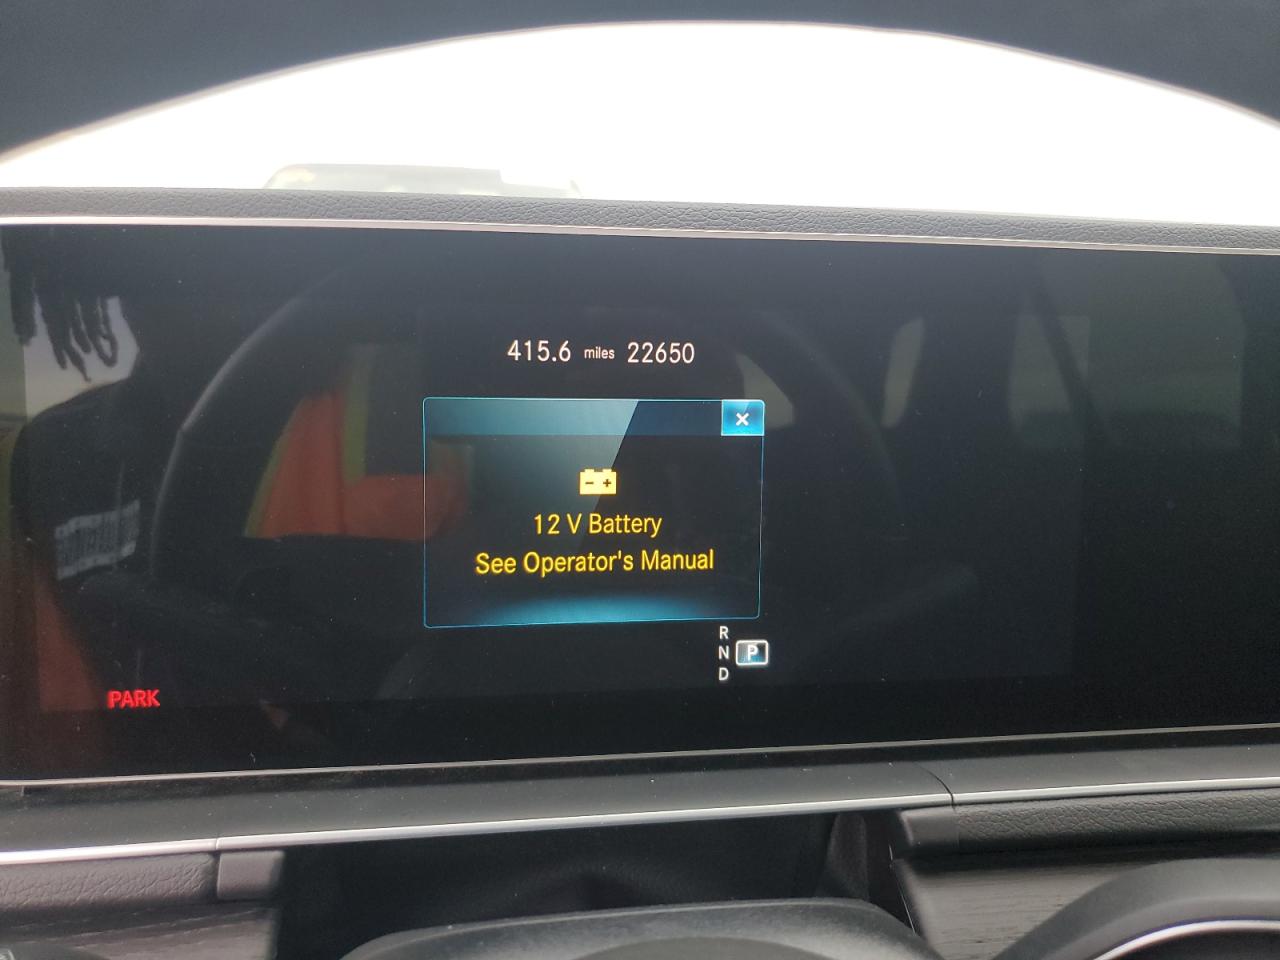 415.6 miles 22650
×
12 V Battery
See Operator's Manual
R
N P
D
PARK